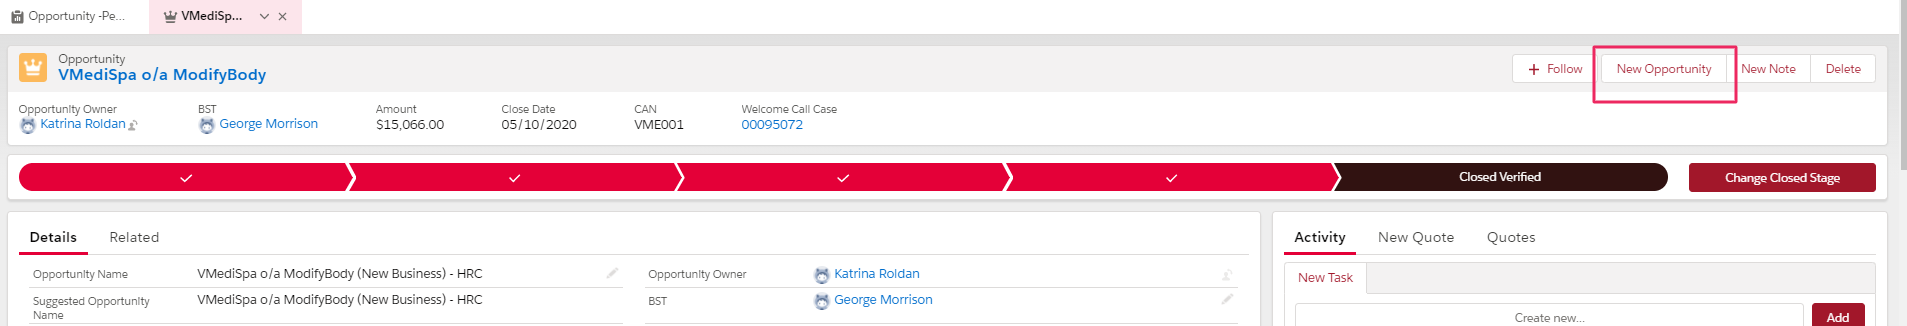 Opportunity -Pe...
VMediSp...
Opportunity
VMediSpa o/a ModifyBody
Follow
New Opportunity
New Note
Delete
Opportunity Owner
Katrina Roldan
BST
George Morrison
Amount
$15,066.00
Close Date
05/10/2020
CAN
VME001
Welcome Call Case
00095072
Closed Verified
Change Closed Stage
Details
Related
Opportunity Name
VMediSpa o/a ModifyBody (New Business) - HRC
Opportunity Owner
Katrina Roldan
Suggested Opportunity
Name
VMediSpa o/a ModifyBody (New Business) - HRC
BST
George Morrison
Activity
New Quote
Quotes
New Task
Create new...
Add